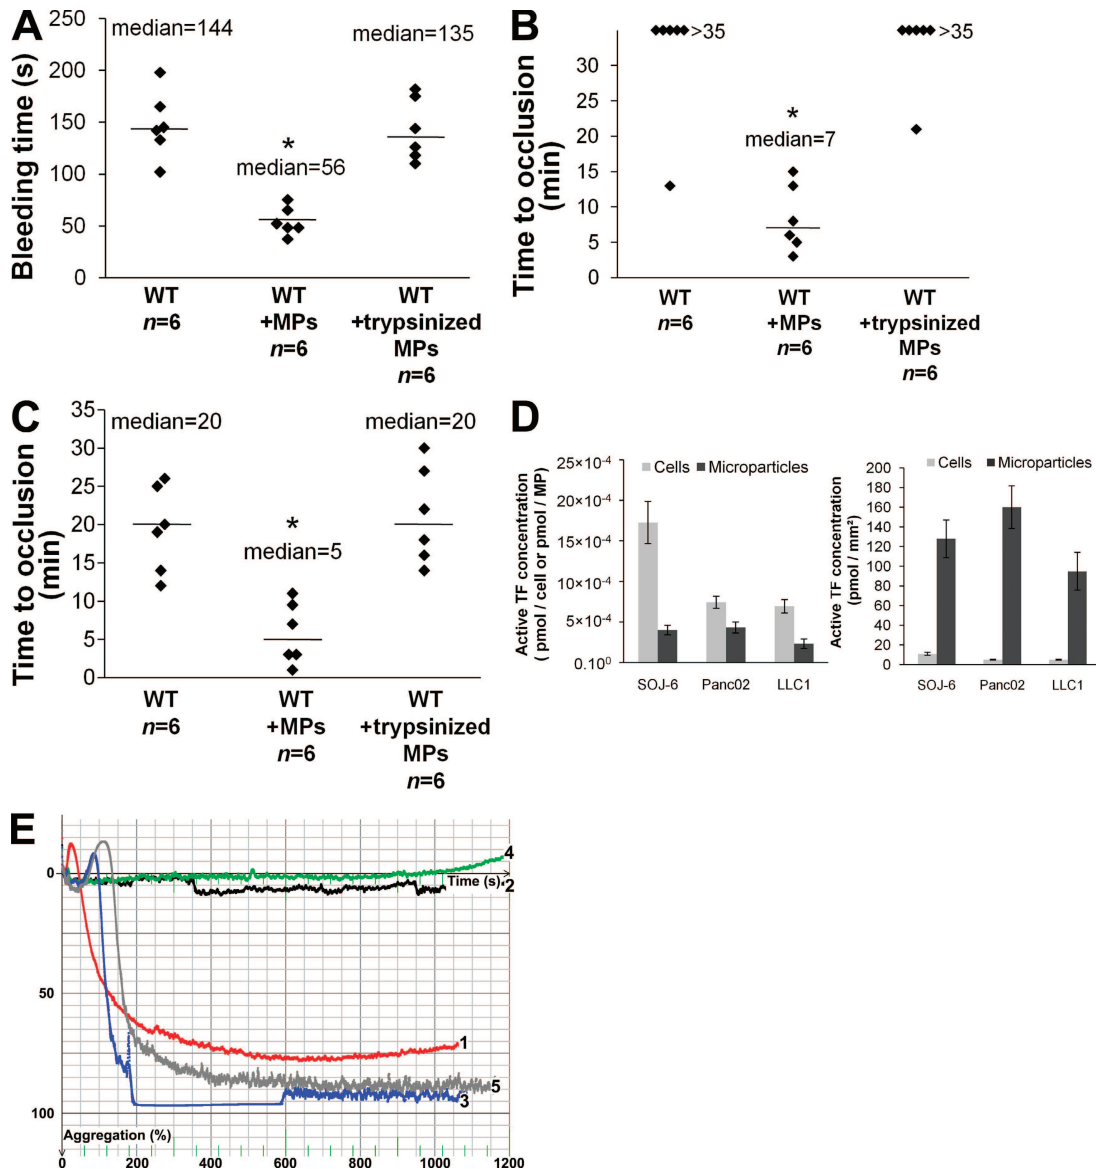 A
Bleeding time (s)
250
200
150
100
50
0
median=144
*
median=56
median=135
WT
n=6
WT
+MPs
n=6
WT
+trypsinized
MPs
n=6
B
Time to occlusion
(min)
35
30
25
20
15
10
5
0
>35
*
median=7
>35
WT
n=6
WT
+MPs
n=6
WT
+trypsinized
MPs
n=6
C
Time to occlusion
(min)
35
30
25
20
15
10
5
0
median=20
*
median=5
median=20
WT
n=6
WT
+MPs
n=6
WT
+trypsinized
MPs
n=6
D
Cells Microparticles
Active TF concentration
( pmol / cell or pmol / MP)
25×10⁻⁴
20×10⁻⁴
15×10⁻⁴
10×10⁻⁴
5×10⁻⁴
0.10⁰
SOJ-6 Panc02 LLC1
Cells Microparticles
Active TF concentration
(pmol / mm²)
200
180
160
140
120
100
80
60
40
20
0
SOJ-6 Panc02 LLC1
E
0
50
100
4
Time (s)
2
1
5
3
Aggregation (%)
0 200 400 600 800 1000 1200